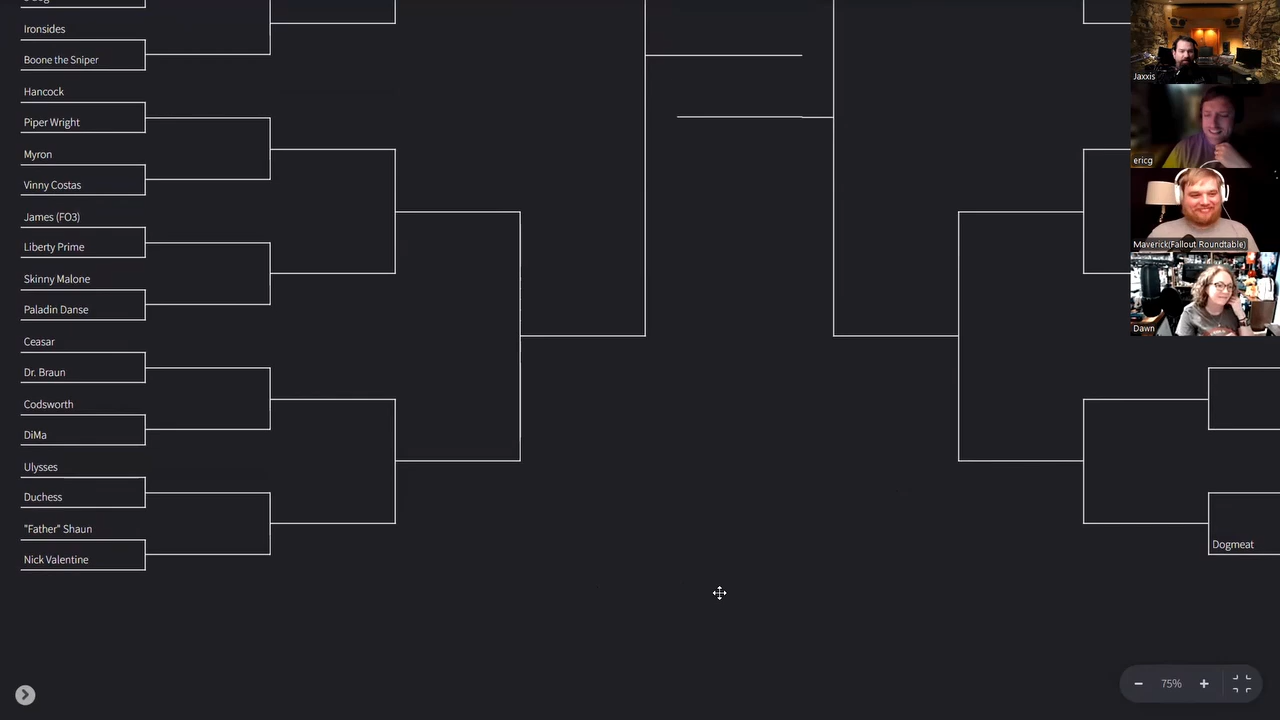 Ironsides
Boone the Sniper
Hancock
Piper Wright
Myron
Vinny Costas
James (FO3)
Liberty Prime
Skinny Malone
Paladin Danse
Ceasar
Dr. Braun
Codsworth
DiMa
Ulysses
Duchess
"Father" Shaun
Nick Valentine
Dogmeat
Jaxxis
ericg
Maverick(Fallout Roundtable)
Dawn
75%